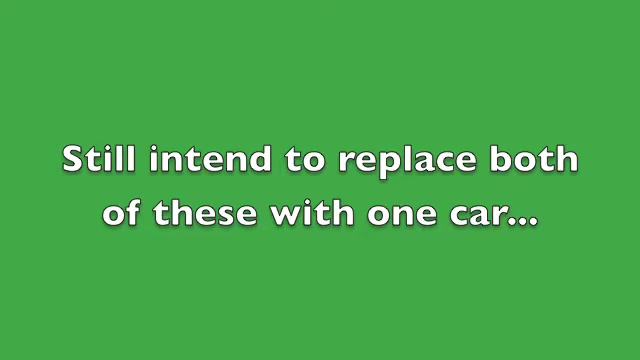 Still intend to replace both
of these with one car...